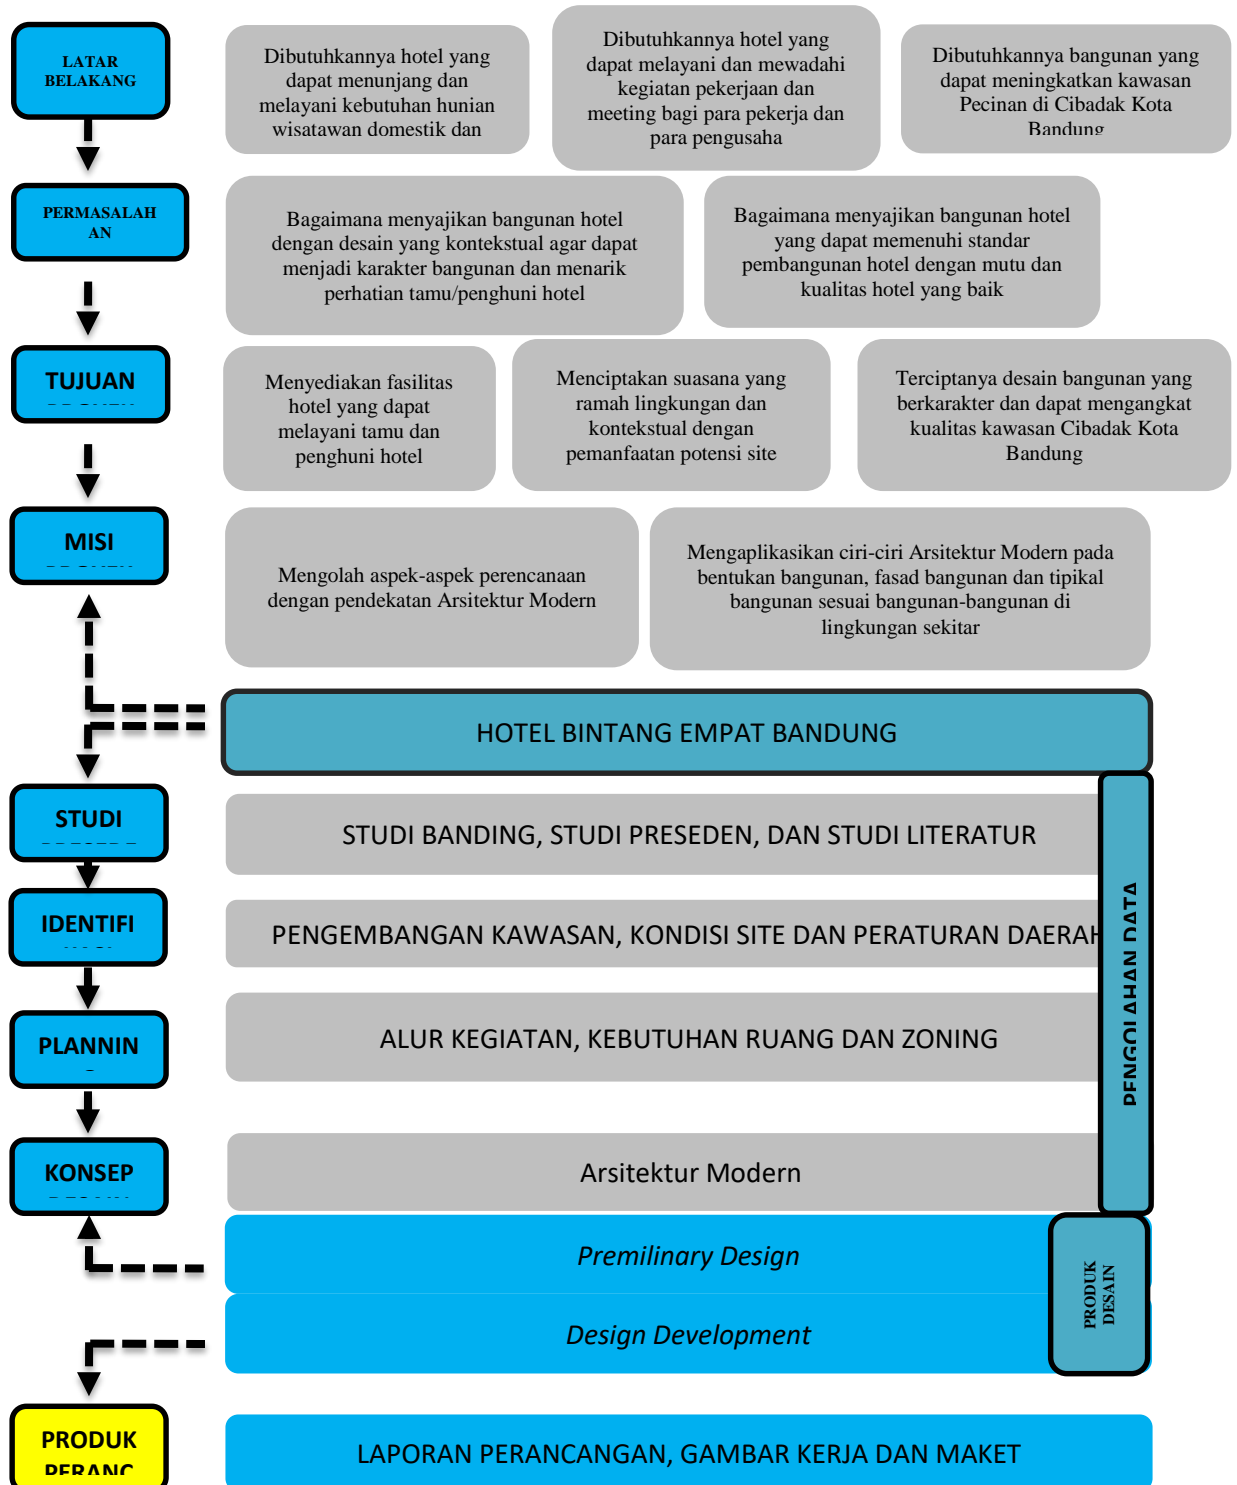 LATAR
BELAKANG
Dibutuhkannya hotel yang
dapat menunjang dan
melayani kebutuhan hunian
wisatawan domestik dan
Dibutuhkannya hotel yang
dapat melayani dan mewadahi
kegiatan pekerjaan dan
meeting bagi para pekerja dan
para pengusaha
Dibutuhkannya bangunan yang
dapat meningkatkan kawasan
Pecinan di Cibadak Kota
Bandung
PERMASALAH
AN
Bagaimana menyajikan bangunan hotel
dengan desain yang kontekstual agar dapat
menjadi karakter bangunan dan menarik
perhatian tamu/penghuni hotel
Bagaimana menyajikan bangunan hotel
yang dapat memenuhi standar
pembangunan hotel dengan mutu dan
kualitas hotel yang baik
TUJUAN
Menyediakan fasilitas
hotel yang dapat
melayani tamu dan
penghuni hotel
Menciptakan suasana yang
ramah lingkungan dan
kontekstual dengan
pemanfaatan potensi site
Terciptanya desain bangunan yang
berkarakter dan dapat mengangkat
kualitas kawasan Cibadak Kota
Bandung
MISI
Mengolah aspek-aspek perencanaan
dengan pendekatan Arsitektur Modern
Mengaplikasikan ciri-ciri Arsitektur Modern pada
bentukan bangunan, fasad bangunan dan tipikal
bangunan sesuai bangunan-bangunan di
lingkungan sekitar
HOTEL BINTANG EMPAT BANDUNG
STUDI
STUDI BANDING, STUDI PRESEDEN, DAN STUDI LITERATUR
IDENTIFI
PENGEMBANGAN KAWASAN, KONDISI SITE DAN PERATURAN DAERAH
PLANNIN
ALUR KEGIATAN, KEBUTUHAN RUANG DAN ZONING
PENGOLAHAN DATA
KONSEP
Arsitektur Modern
Premilinary Design
Design Development
PRODUK
DESAIN
PRODUK
PERANC
LAPORAN PERANCANGAN, GAMBAR KERJA DAN MAKET